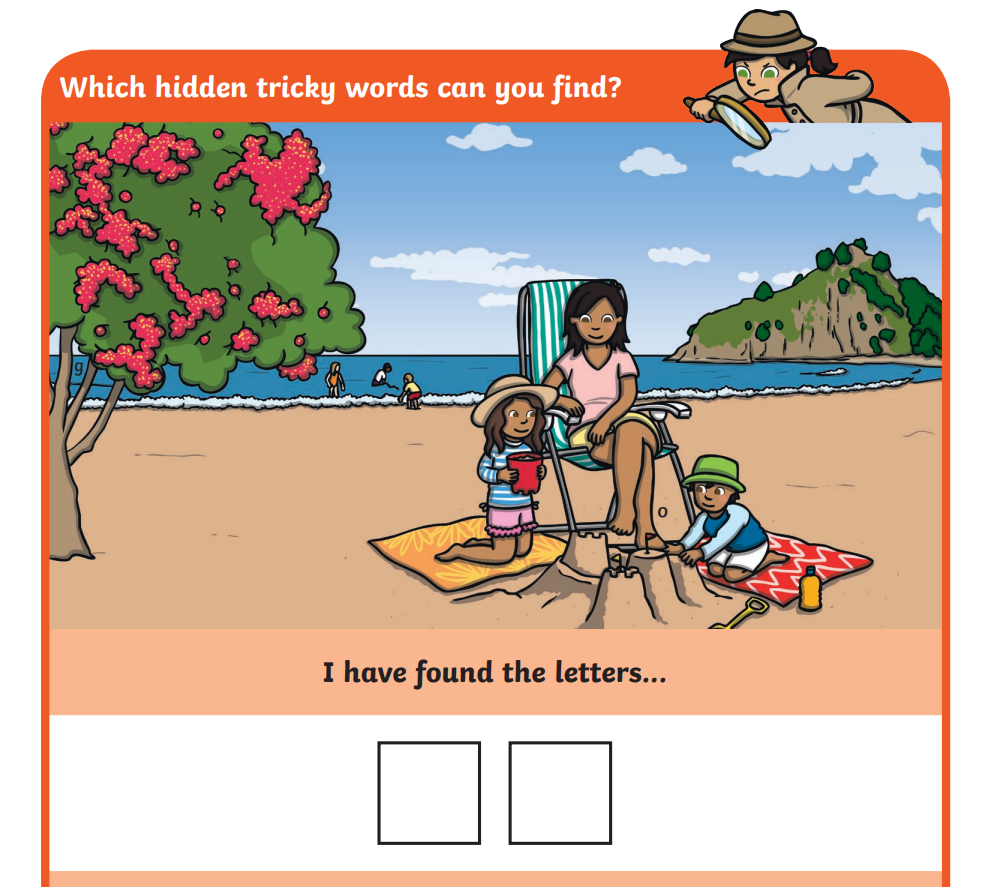 Which hidden tricky words can you find?
g
o
I have found the letters...